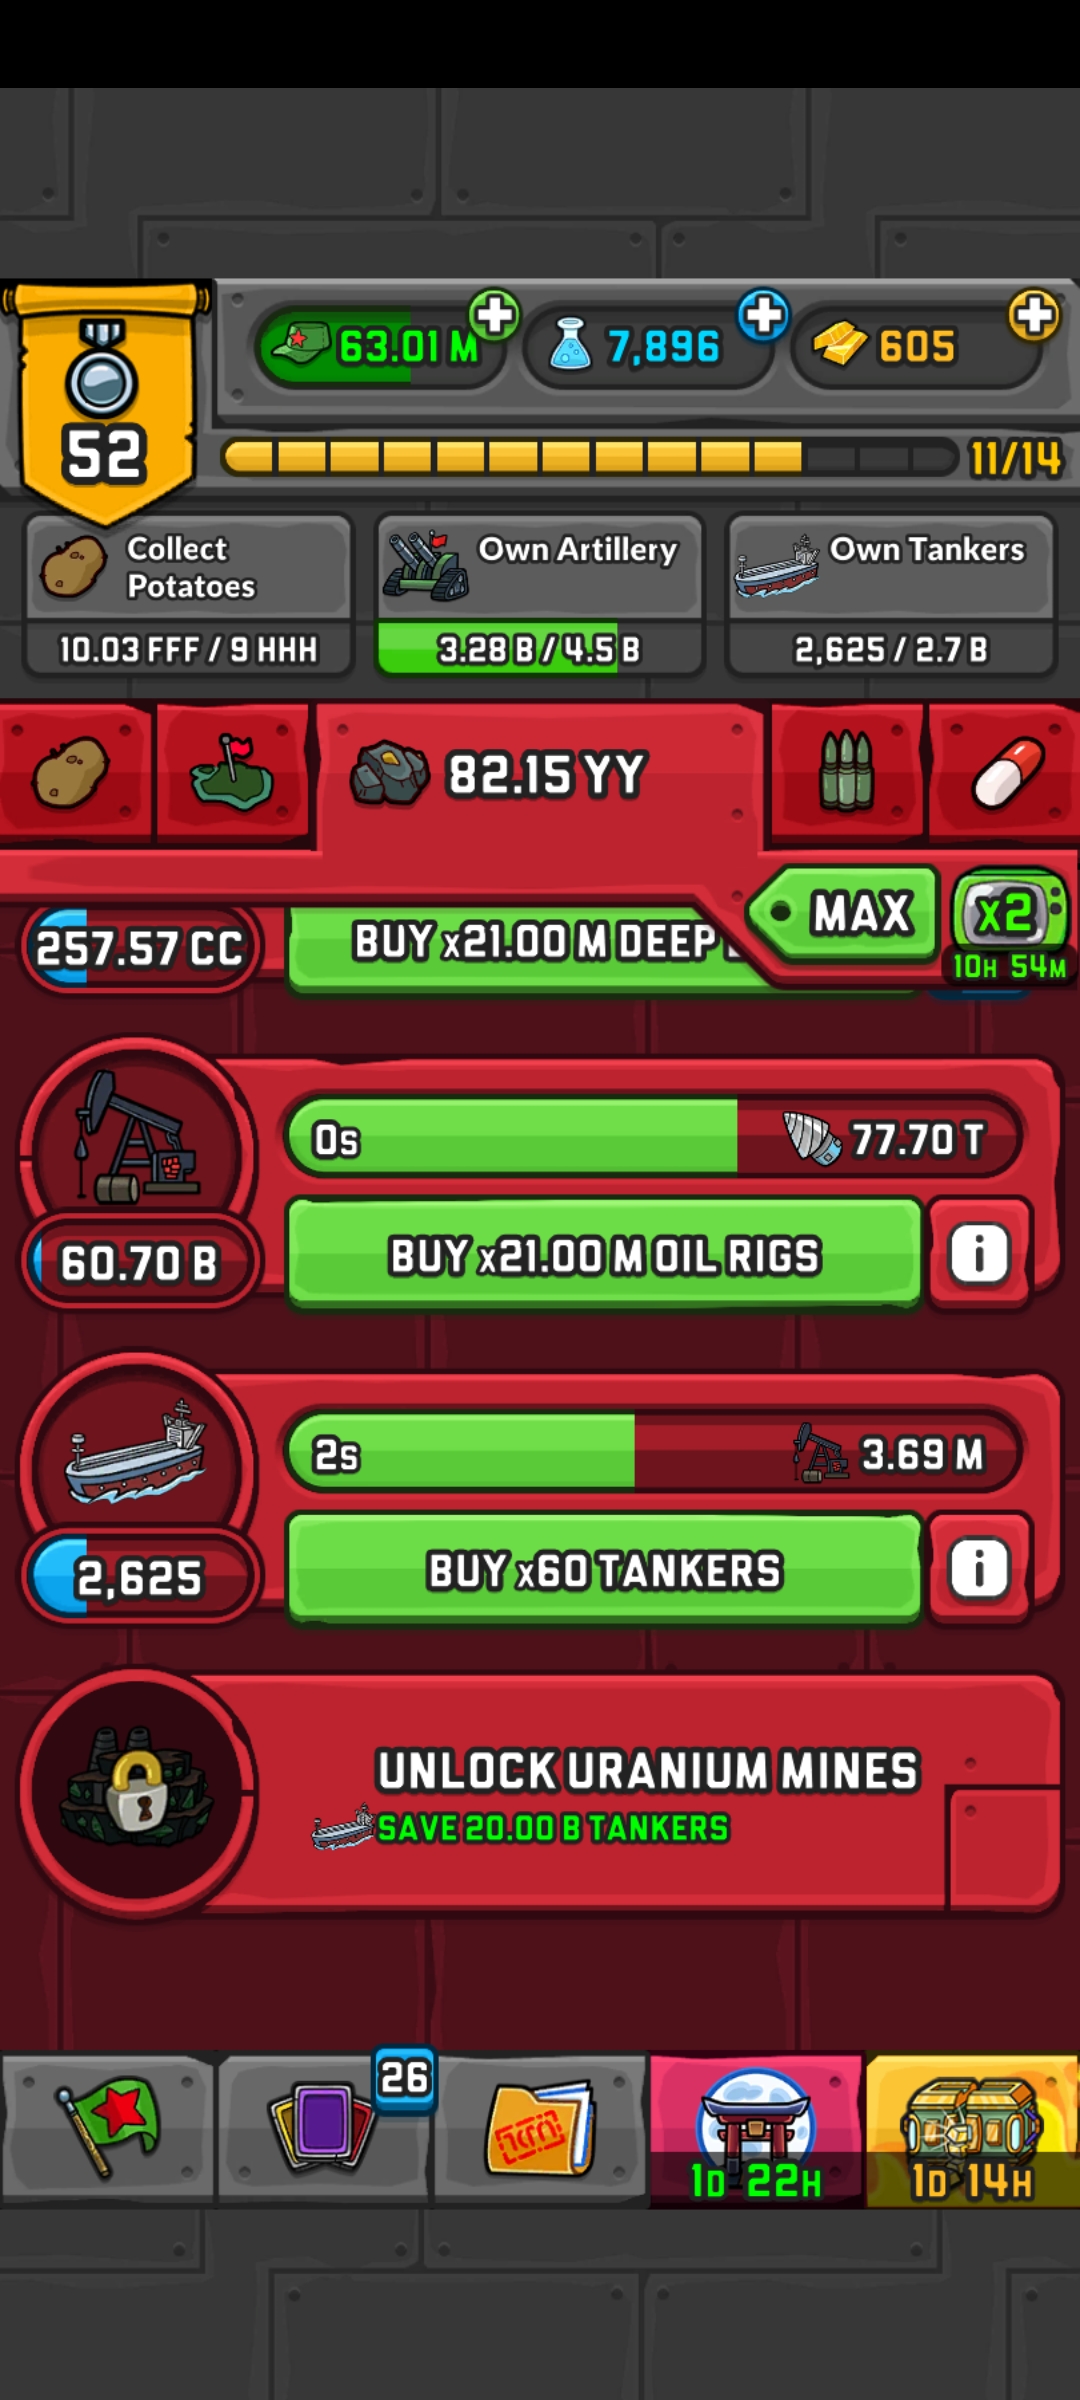 63.01 M
7,896
605
52
11/14
Collect
Potatoes
10.03 FFF / 9 HHH
Own Artillery
3.28 B / 4.5 B
Own Tankers
2,625 / 2.7 B
82.15 YY
MAX
x2
10H 54M
257.57 CC
BUY x21.00 M DEEP
0s
77.70 T
60.70 B
BUY x21.00 M OIL RIGS
i
2s
3.69 M
2,625
BUY x60 TANKERS
i
UNLOCK URANIUM MINES
SAVE 20.00 B TANKERS
26
1D 22H
1D 14H